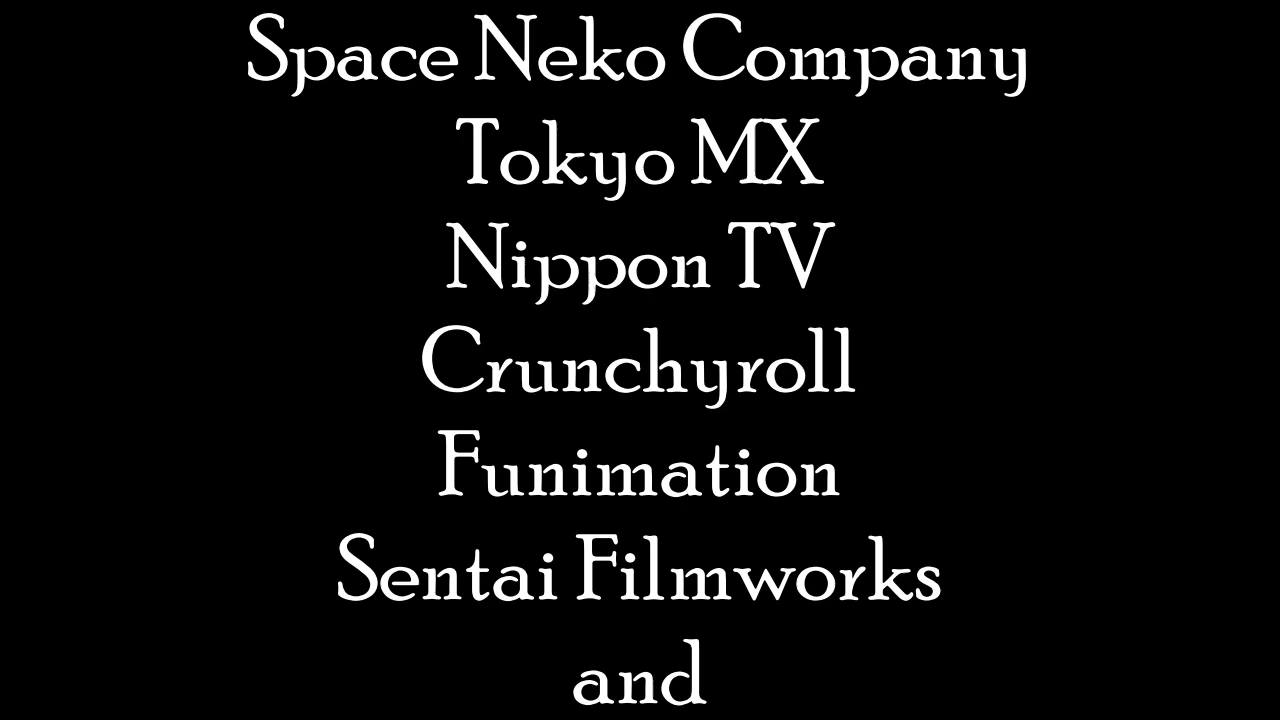 Space Neko Company
Tokyo MX
Nippon TV
Crunchyroll
Funimation
Sentai Filmworks
and